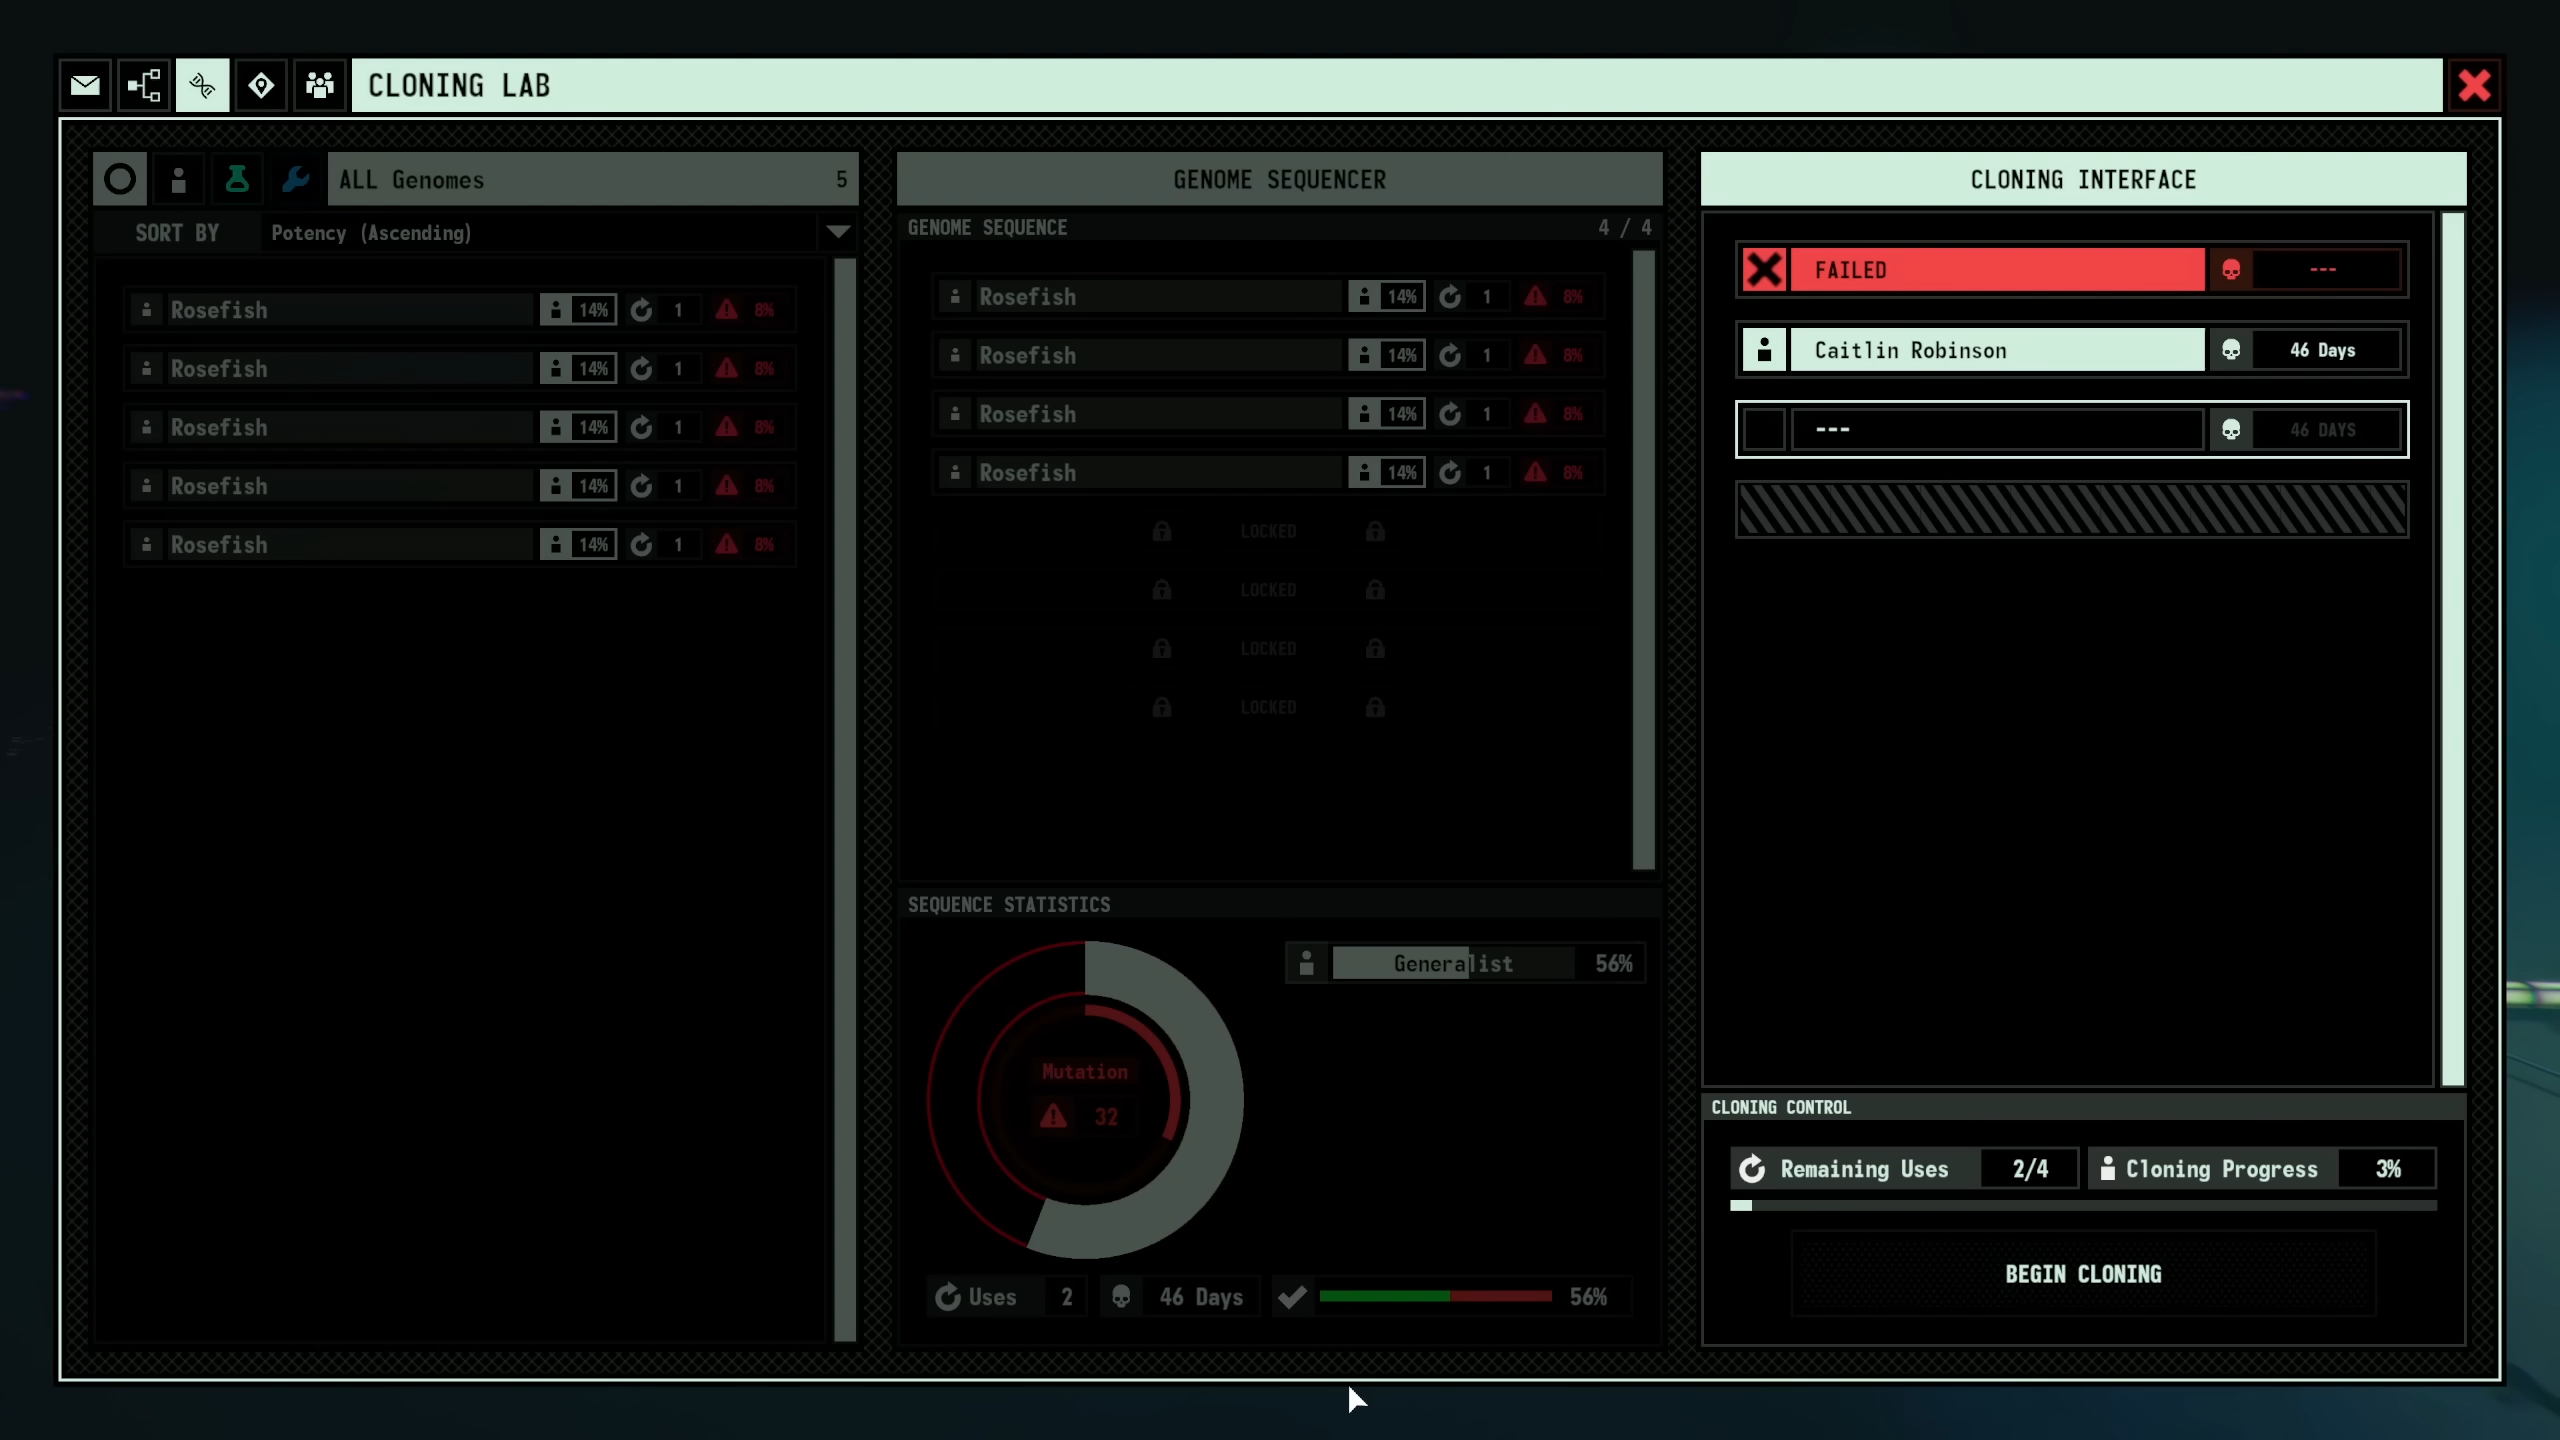 CLONING LAB
ALL Genomes 5
SORT BY Potency (Ascending)
Rosefish 14% 1 8%
Rosefish 14% 1 8%
Rosefish 14% 1 8%
Rosefish 14% 1 8%
Rosefish 14% 1 8%
GENOME SEQUENCER
GENOME SEQUENCE 4 / 4
Rosefish 14% 1 8%
Rosefish 14% 1 8%
Rosefish 14% 1 8%
Rosefish 14% 1 8%
LOCKED
LOCKED
LOCKED
LOCKED
SEQUENCE STATISTICS
Mutation
32
Generalist 56%
Uses 2 46 Days 56%
CLONING INTERFACE
FAILED ---
Caitlin Robinson 46 Days
--- 46 DAYS
CLONING CONTROL
Remaining Uses 2/4 Cloning Progress 3%
BEGIN CLONING